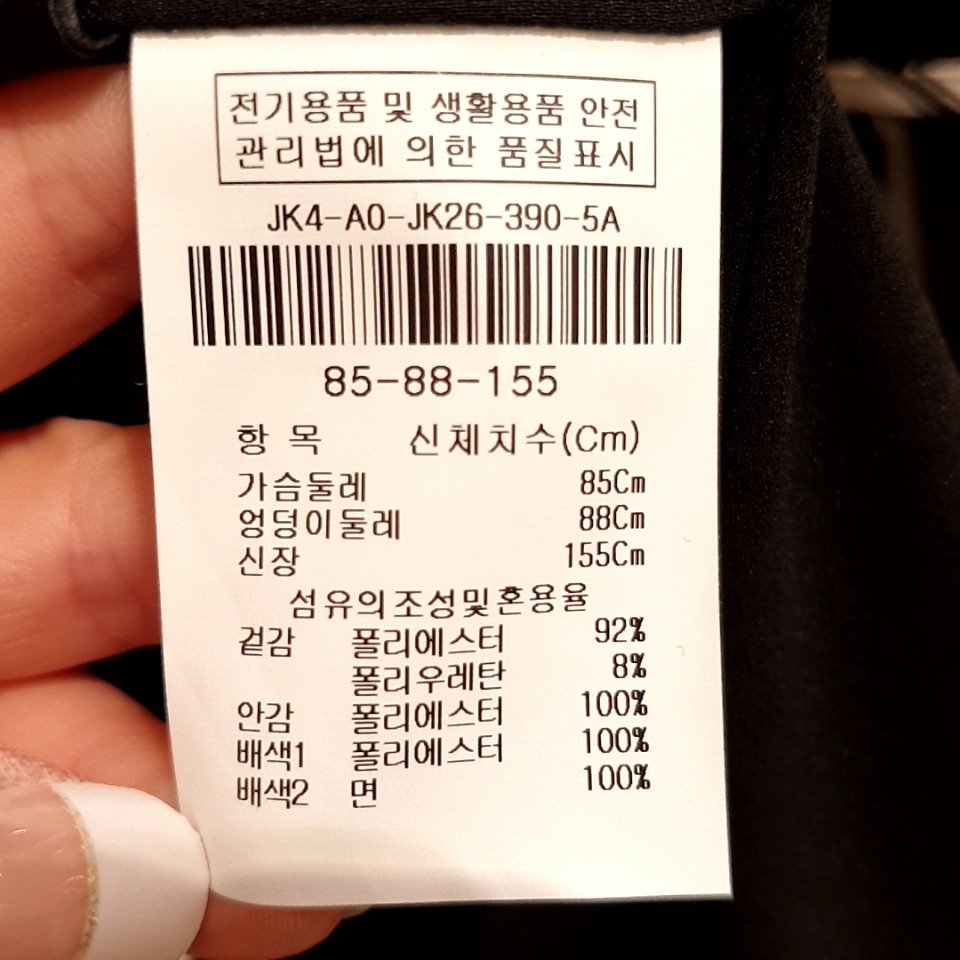 전기용품 및 생활용품 안전
관리법에 의한 품질표시
JK4-A0-JK26-390-5A
85-88-155
항 목 신체치수(Cm)
가슴둘레 85Cm
엉덩이둘레 88Cm
신장 155Cm
섬유의조성및혼용율
겉감 폴리에스터 92%
폴리우레탄 8%
안감 폴리에스터 100%
배색1 폴리에스터 100%
배색2 면 100%